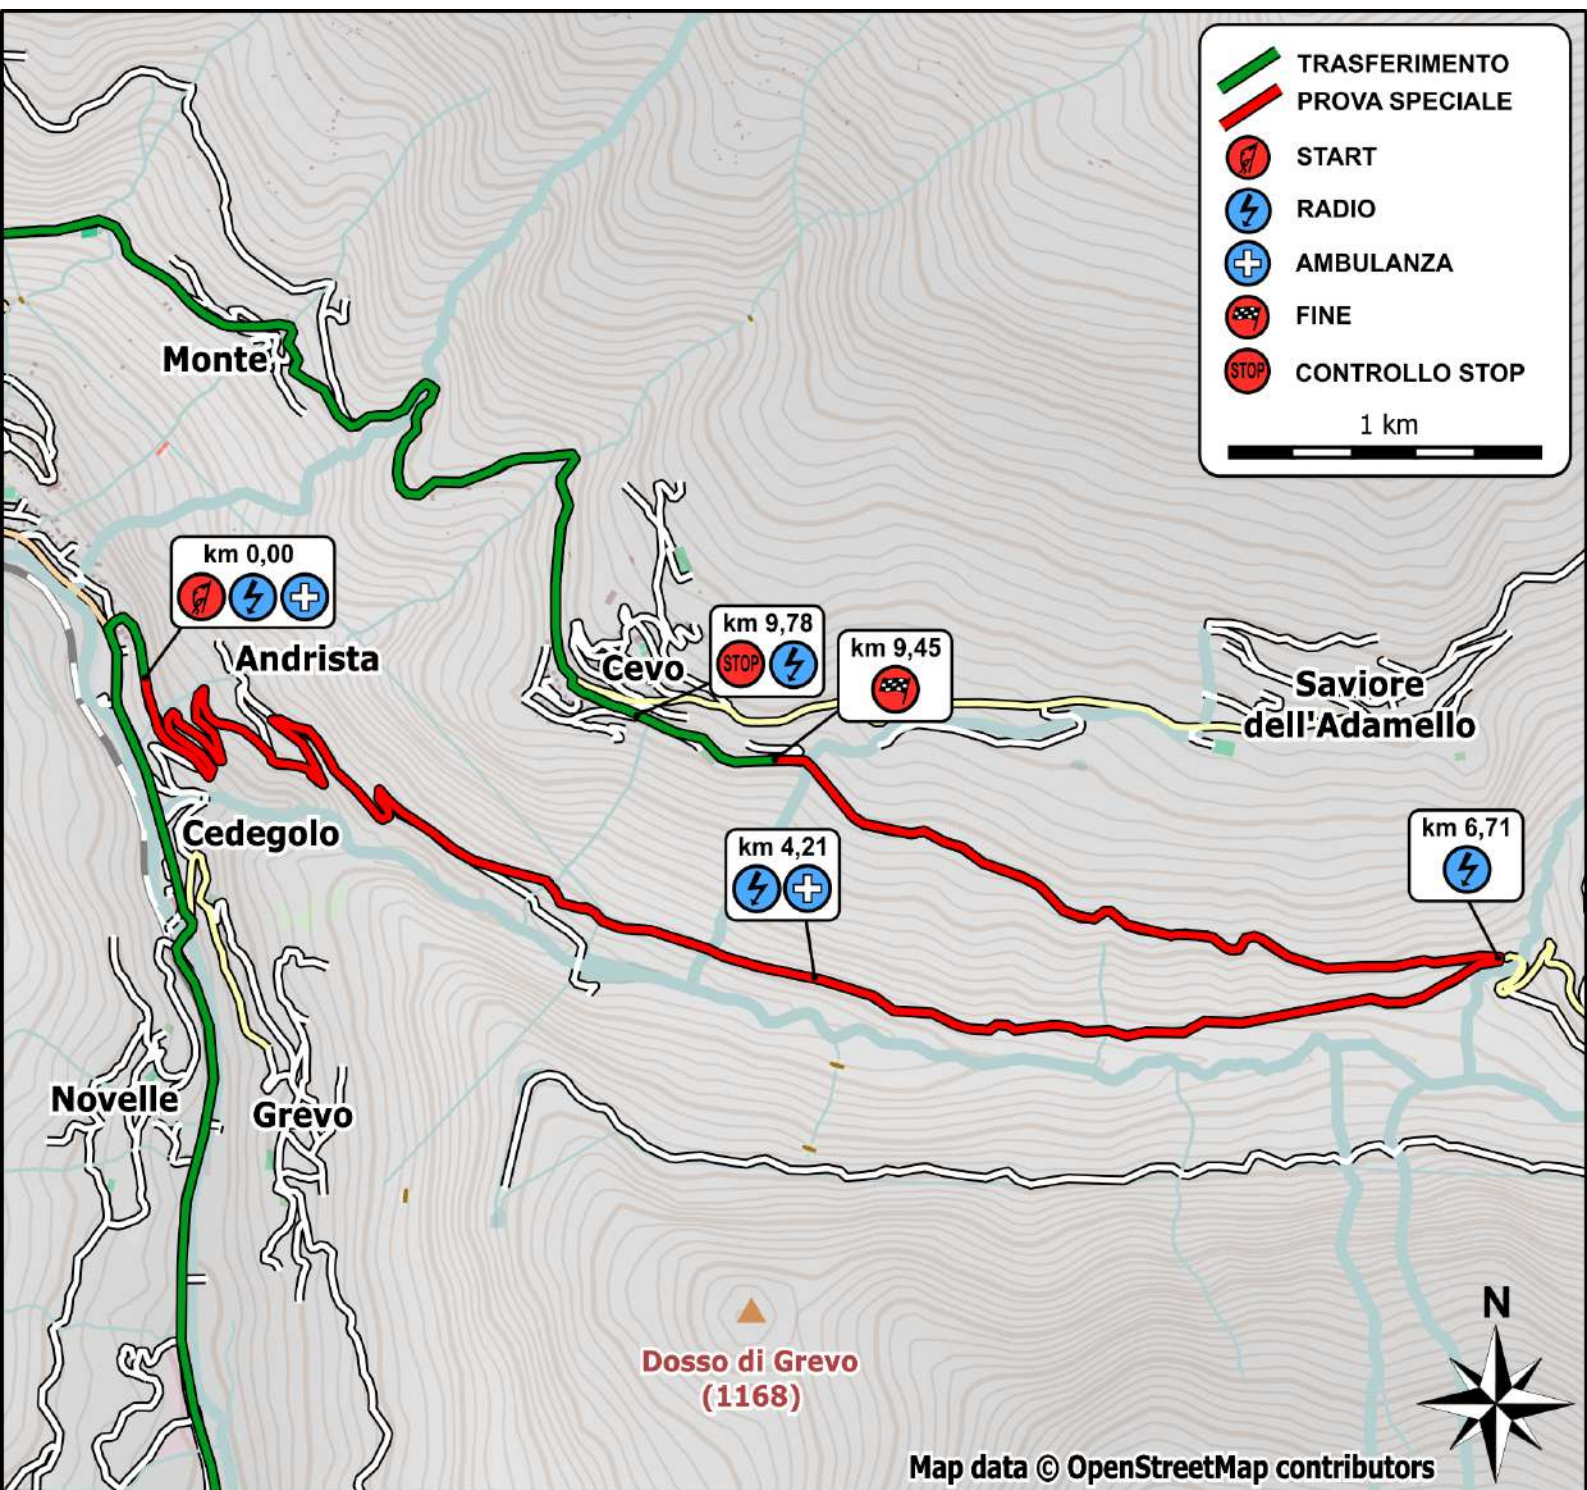 TRASFERIMENTO
PROVA SPECIALE
START
RADIO
AMBULANZA
FINE
STOP
CONTROLLO STOP
1 km
Monte
km 0,00
Andrista
km 9,78
STOP
Cevo
km 9,45
Saviore
dell'Adamello
Cedegolo
km 4,21
km 6,71
Novelle
Grevo
Dosso di Grevo
(1168)
N
Map data © OpenStreetMap contributors